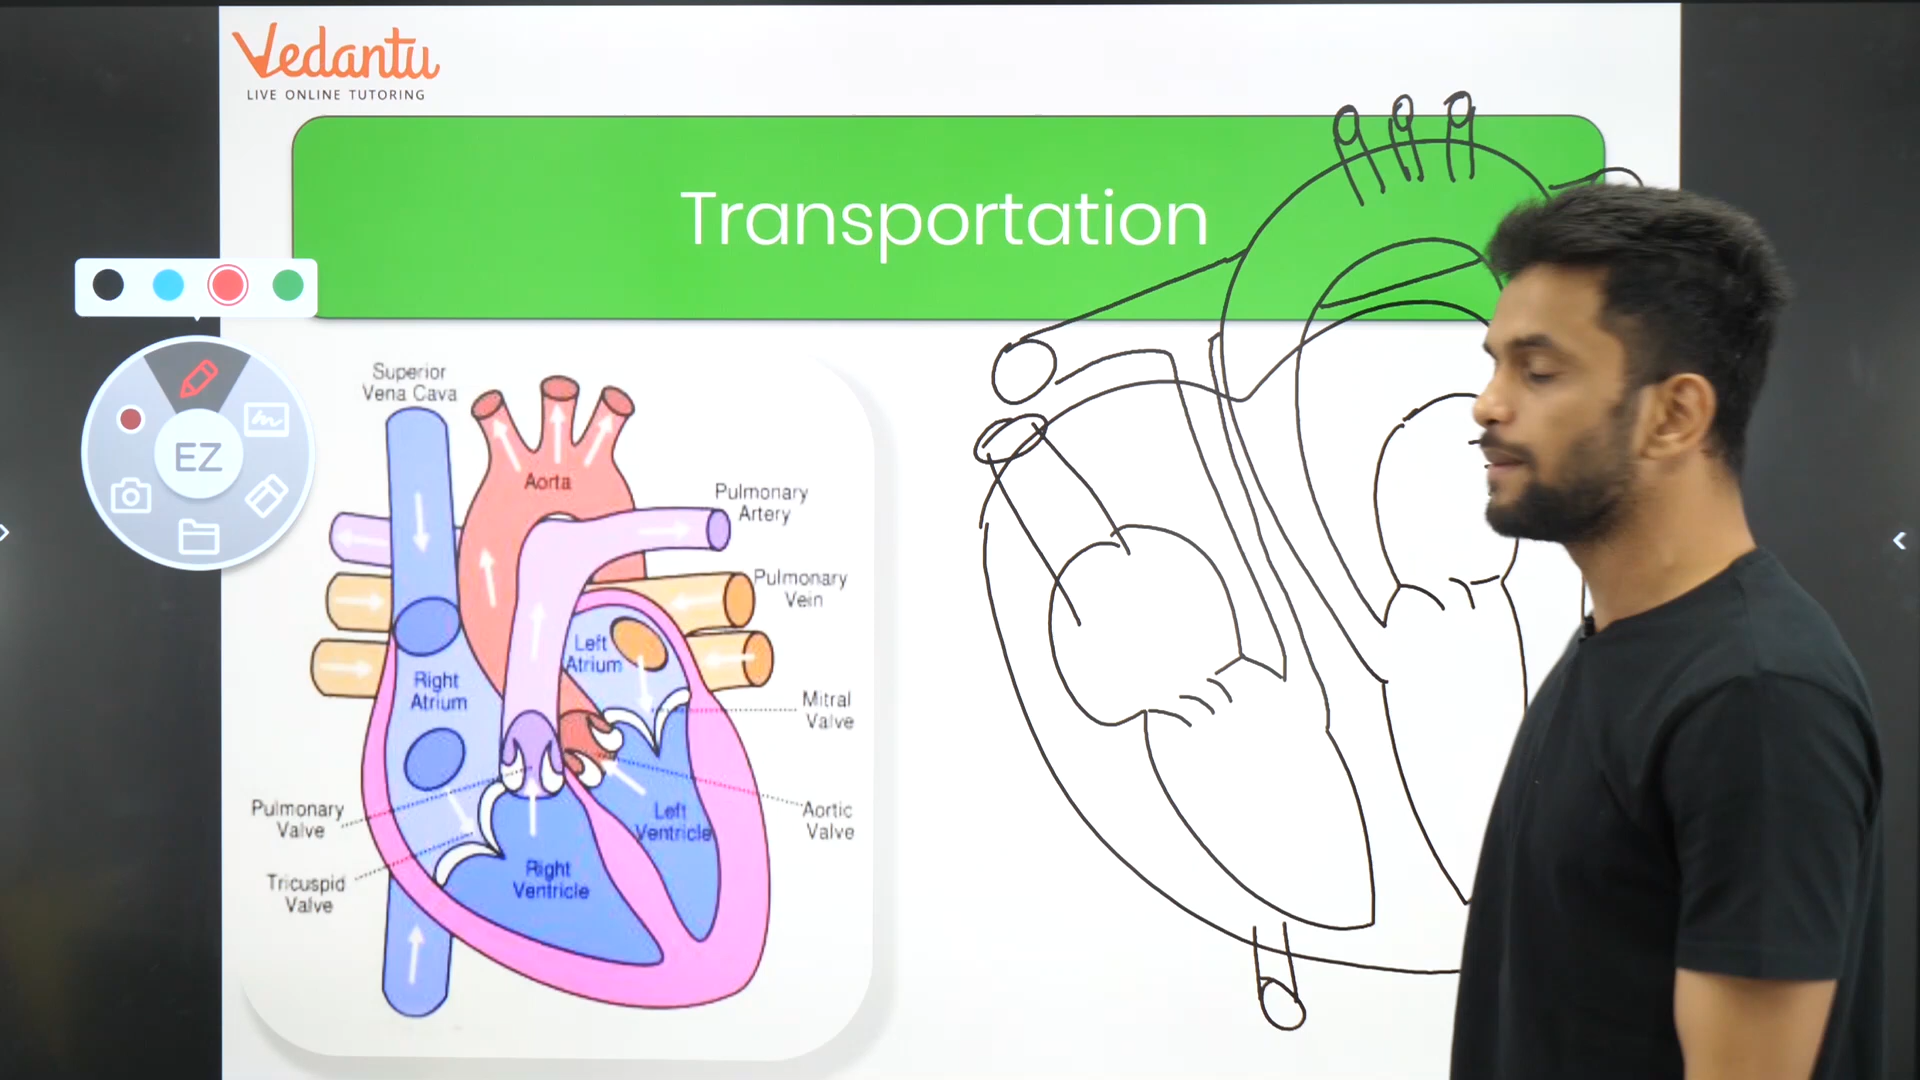 Vedantu
LIVE ONLINE TUTORING
Transportation
EZ
Superior
Vena Cava
Aorta
Pulmonary
Artery
Pulmonary
Vein
Left
Atrium
Right
Atrium
Mitral
Valve
Pulmonary
Valve
Left
Ventricle
Aortic
Valve
Right
Ventricle
Tricuspid
Valve